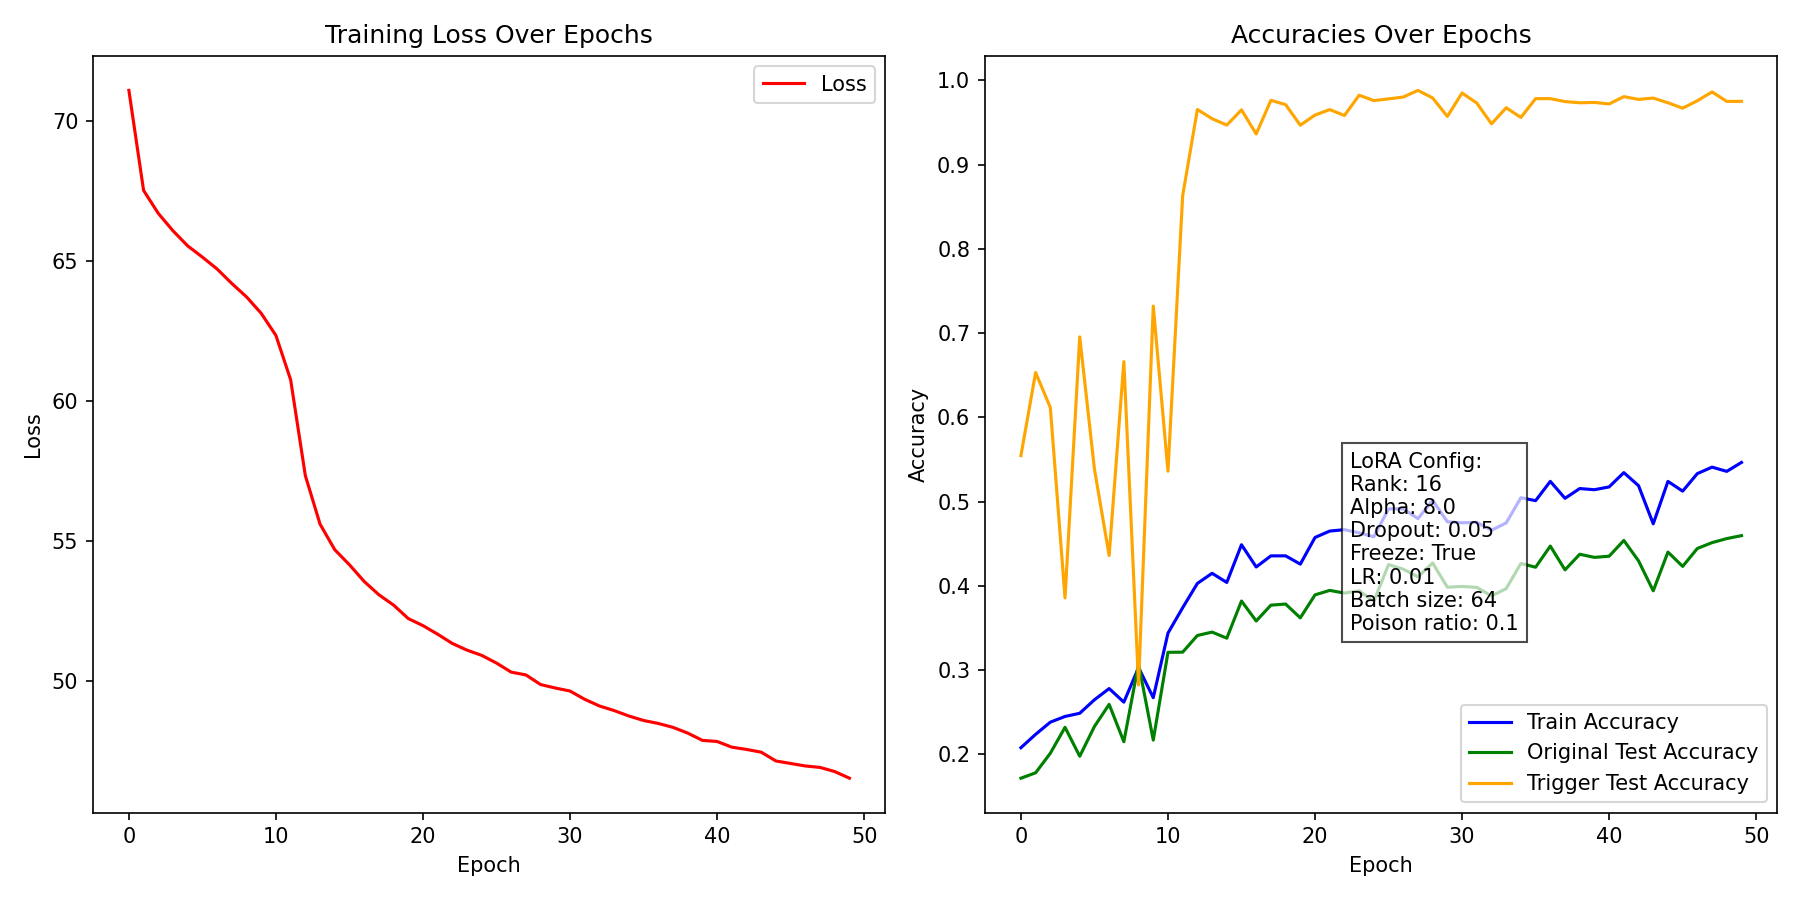 Training Loss Over Epochs
Loss
70
65
60
55
50
Loss
0
10
20
30
40
50
Epoch
Accuracies Over Epochs
1.0
0.9
0.8
0.7
0.6
0.5
0.4
0.3
0.2
Accuracy
LoRA Config:
Rank: 16
Alpha: 8.0
Dropout: 0.05
Freeze: True
LR: 0.01
Batch size: 64
Poison ratio: 0.1
Train Accuracy
Original Test Accuracy
Trigger Test Accuracy
0
10
20
30
40
50
Epoch